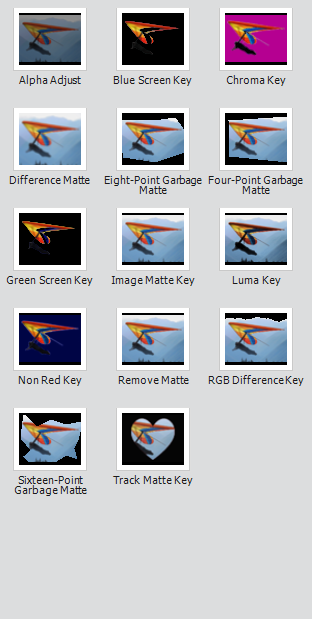 Alpha Adjust
Blue Screen Key
Chroma Key
Difference Matte
Eight-Point Garbage
Matte
Four-Point Garbage
Matte
Green Screen Key
Image Matte Key
Luma Key
Non Red Key
Remove Matte
RGB Difference Key
Sixteen-Point
Garbage Matte
Track Matte Key